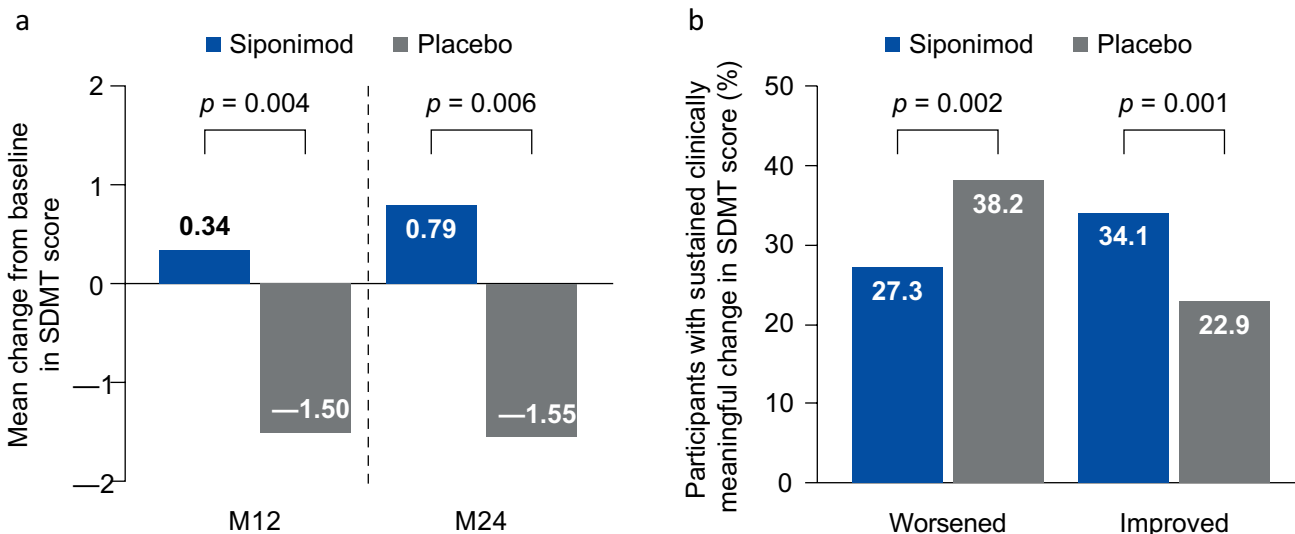 a
Siponimod Placebo
Mean change from baseline
in SDMT score
2
1
0
—1
—2
p = 0.004
p = 0.006
0.34
—1.50
0.79
—1.55
M12
M24
b
Siponimod Placebo
Participants with sustained clinically
meaningful change in SDMT score (%)
50
40
30
20
10
0
p = 0.002
p = 0.001
27.3
38.2
34.1
22.9
Worsened
Improved